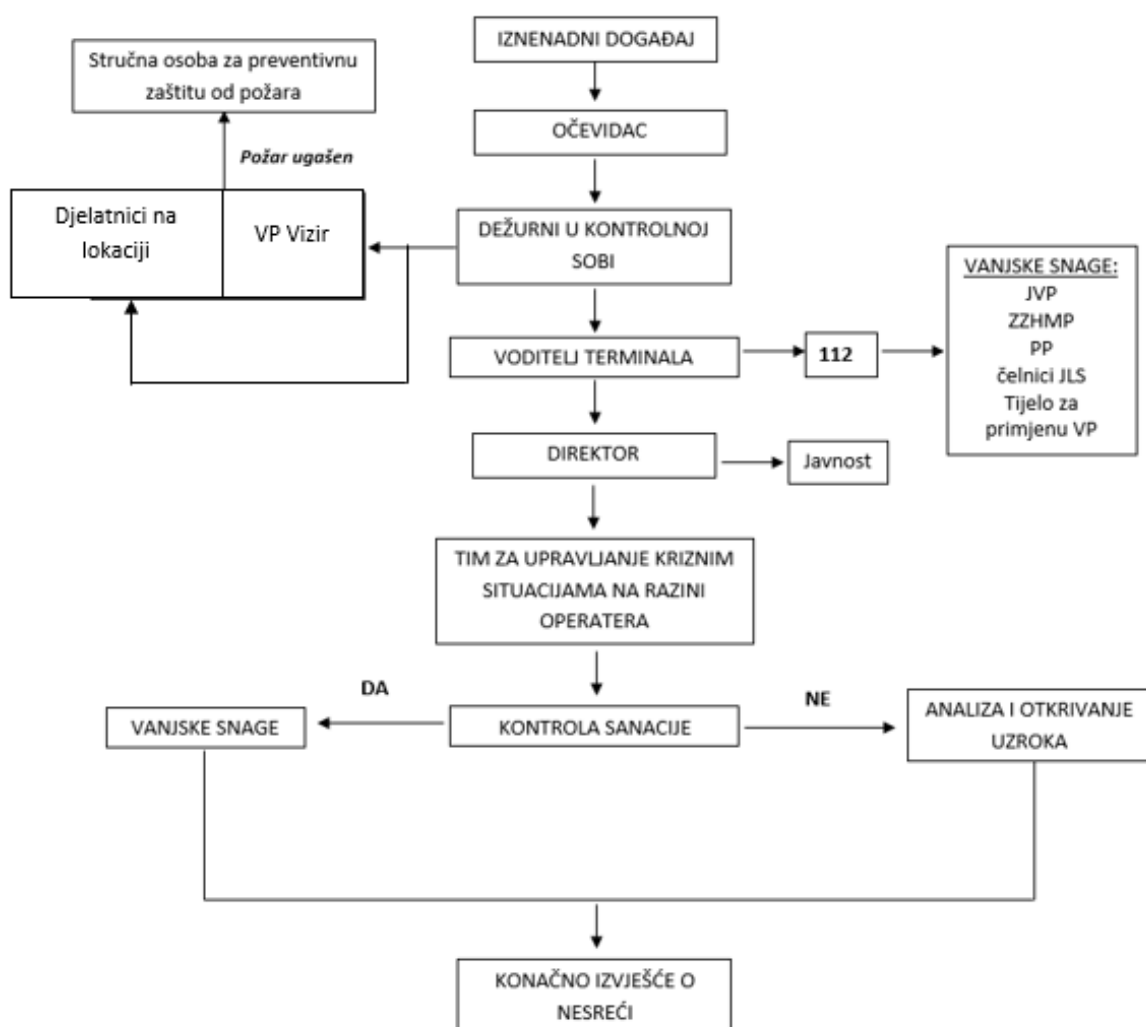 IZNENADNI DOGAĐAJ
Stručna osoba za preventivnu
zaštitu od požara
OČEVIDAC
Požar ugašen
Djelatnici na
lokaciji
VP Vizir
DEŽURNI U KONTROLNOJ
SOBI
VANJSKE SNAGE:
JVP
ZZHMP
PP
čelnici JLS
Tijelo za
primjenu VP
VODITELJ TERMINALA
112
DIREKTOR
Javnost
TIM ZA UPRAVLJANJE KRIZNIM
SITUACIJAMA NA RAZINI
OPERATERA
DA
NE
VANJSKE SNAGE
KONTROLA SANACIJE
ANALIZA I OTKRIVANJE
UZROKA
KONAČNO IZVJEŠĆE O
NESREĆI